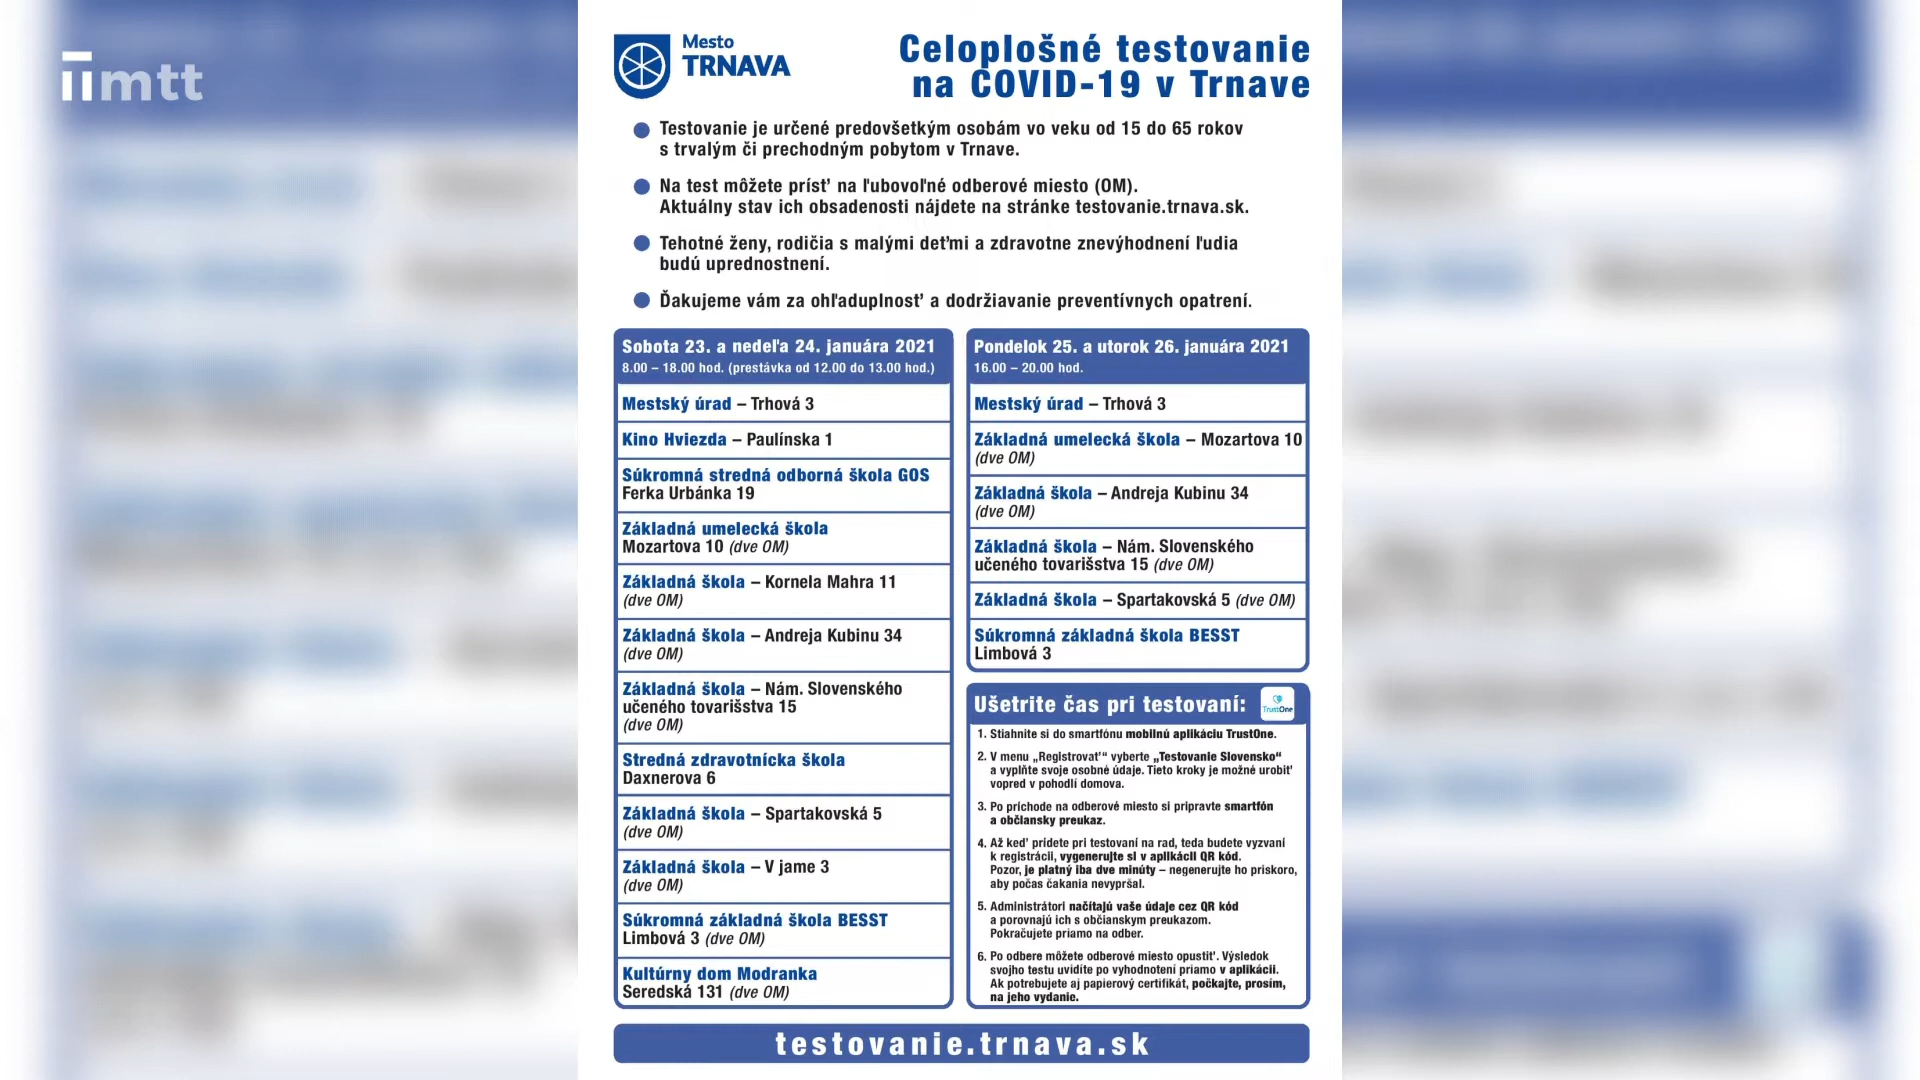 mtt
Mesto
TRNAVA
Celoplošné testovanie
na COVID-19 v Trnave
Testovanie je určené predovšetkým osobám vo veku od 15 do 65 rokov
s trvalým či prechodným pobytom v Trnave.
Na test môžete prísť na ľubovoľné odberové miesto (OM).
Aktuálny stav ich obsadenosti nájdete na stránke testovanie.trnava.sk.
Tehotné ženy, rodičia s malými deťmi a zdravotne znevýhodnení ľudia
budú uprednostnení.
Ďakujeme vám za ohľaduplnosť a dodržiavanie preventívnych opatrení.
Sobota 23. a nedeľa 24. januára 2021
8.00 – 18.00 hod. (prestávka od 12.00 do 13.00 hod.)
Mestský úrad – Trhová 3
Kino Hviezda – Paulínska 1
Súkromná stredná odborná škola GOS
Ferka Urbánka 19
Základná umelecká škola
Mozartova 10 (dve OM)
Základná škola – Kornela Mahra 11
(dve OM)
Základná škola – Andreja Kubinu 34
(dve OM)
Základná škola – Nám. Slovenského
učeného tovarišstva 15
(dve OM)
Stredná zdravotnícka škola
Daxnerova 6
Základná škola – Spartakovská 5
(dve OM)
Základná škola – V jame 3
(dve OM)
Súkromná základná škola BESST
Limbová 3 (dve OM)
Kultúrny dom Modranka
Seredská 131 (dve OM)
Pondelok 25. a utorok 26. januára 2021
16.00 – 20.00 hod.
Mestský úrad – Trhová 3
Základná umelecká škola – Mozartova 10
(dve OM)
Základná škola – Andreja Kubinu 34
(dve OM)
Základná škola – Nám. Slovenského
učeného tovarišstva 15 (dve OM)
Základná škola – Spartakovská 5 (dve OM)
Súkromná základná škola BESST
Limbová 3
Ušetrite čas pri testovaní:
TrustOne
1. Stiahnite si do smartfónu mobilnú aplikáciu TrustOne.
2. V menu „Registrovať“ vyberte „Testovanie Slovensko“
a vyplňte svoje osobné údaje. Tieto kroky je možné urobiť
vopred v pohodlí domova.
3. Po príchode na odberové miesto si pripravte smartfón
a občiansky preukaz.
4. Až keď prídete pri testovaní na rad, teda budete vyzvaní
k registrácii, vygenerujte si v aplikácii QR kód.
Pozor, je platný iba dve minúty – negenerujte ho priskoro,
aby počas čakania nevypršal.
5. Administrátori načítajú vaše údaje cez QR kód
a porovnajú ich s občianskym preukazom.
Pokračujete priamo na odber.
6. Po odbere môžete odberové miesto opustiť. Výsledok
svojho testu uvidíte po vyhodnotení priamo v aplikácii.
Ak potrebujete aj papierový certifikát, počkajte, prosím,
na jeho vydanie.
testovanie.trnava.sk